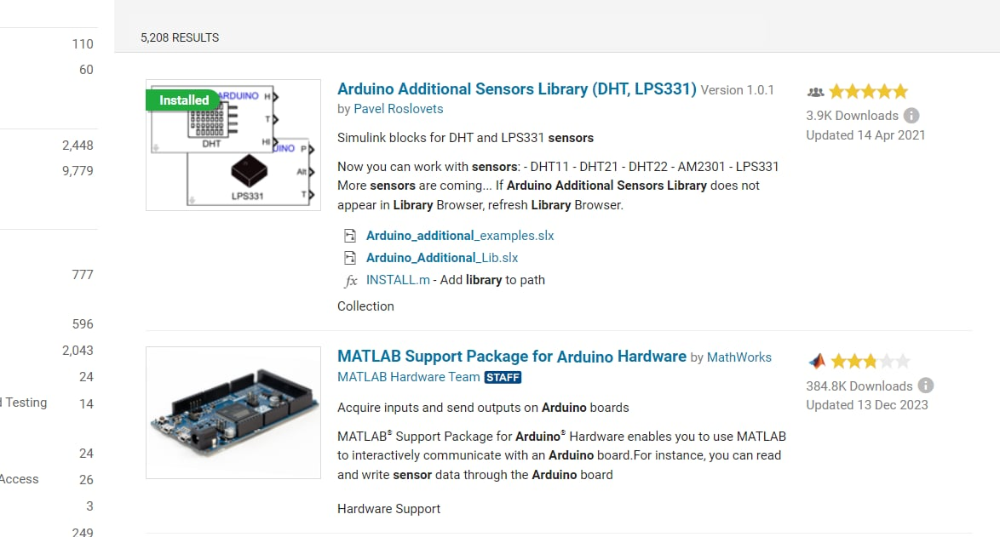 5,208 RESULTS
110
60
2,448
9,779
777
596
2,043
24
d Testing 14
24
Access 26
3
249
Installed
ARDUINO H
T
HI
DHT
UINO P
Alt
T
LPS331
Arduino Additional Sensors Library (DHT, LPS331) Version 1.0.1
by Pavel Roslovets
Simulink blocks for DHT and LPS331 sensors
Now you can work with sensors: - DHT11 - DHT21 - DHT22 - AM2301 - LPS331
More sensors are coming... If Arduino Additional Sensors Library does not
appear in Library Browser, refresh Library Browser.
Arduino_additional_examples.slx
Arduino_Additional_Lib.slx
fx INSTALL.m - Add library to path
Collection
3.9K Downloads i
Updated 14 Apr 2021
MATLAB Support Package for Arduino Hardware by MathWorks
MATLAB Hardware Team STAFF
Acquire inputs and send outputs on Arduino boards
MATLAB® Support Package for Arduino® Hardware enables you to use MATLAB
to interactively communicate with an Arduino board.For instance, you can read
and write sensor data through the Arduino board
Hardware Support
384.8K Downloads i
Updated 13 Dec 2023